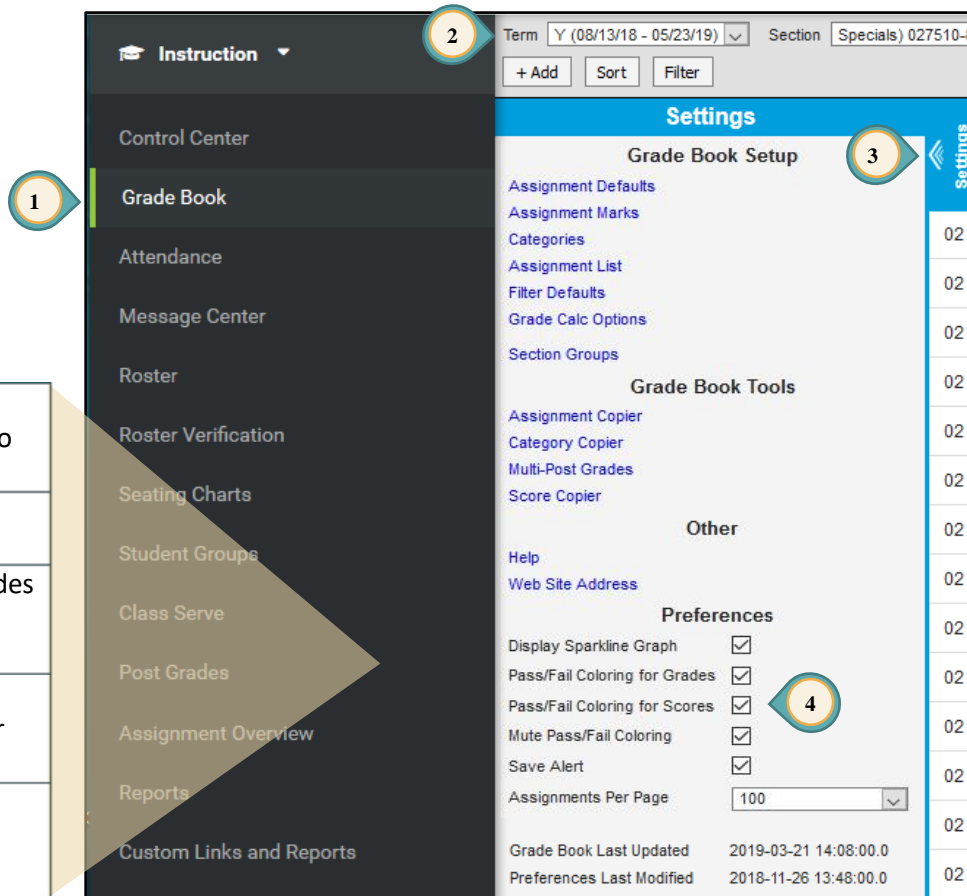 Instruction
Control Center
Grade Book
Attendance
Message Center
Roster
Roster Verification
Seating Charts
Student Groups
Class Serve
Post Grades
Assignment Overview
Reports
Custom Links and Reports
1
2
Term Y (08/13/18 - 05/23/19) Section Specials) 027510-
+ Add Sort Filter
Settings
Grade Book Setup
3
Settings
Assignment Defaults
Assignment Marks
Categories
Assignment List
Filter Defaults
Grade Calc Options
Section Groups
Grade Book Tools
Assignment Copier
Category Copier
Multi-Post Grades
Score Copier
Other
Help
Web Site Address
Preferences
Display Sparkline Graph
Pass/Fail Coloring for Grades
Pass/Fail Coloring for Scores
4
Mute Pass/Fail Coloring
Save Alert
Assignments Per Page 100
Grade Book Last Updated 2019-03-21 14:08:00.0
Preferences Last Modified 2018-11-26 13:48:00.0
02
02
02
02
02
02
02
02
02
02
02
02
02
02